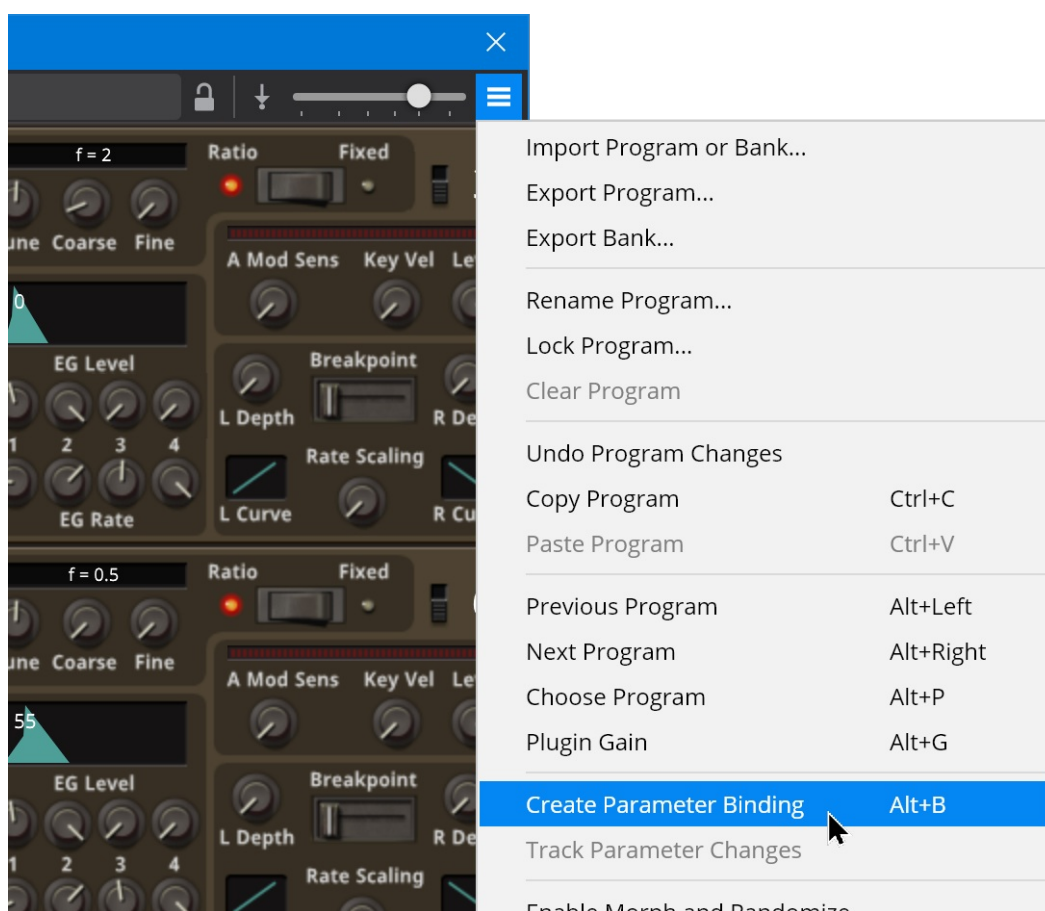 f = 2
Ratio Fixed
Coarse Fine
A Mod Sens Key Vel
0
EG Level
Breakpoint
L Depth
1 2 3 4
Rate Scaling
EG Rate
L Curve
f = 0.5
Ratio Fixed
Coarse Fine
A Mod Sens Key Vel
55
EG Level
Breakpoint
L Depth
1 2 3 4
Rate Scaling
Import Program or Bank...
Export Program...
Export Bank...
Rename Program...
Lock Program...
Clear Program
Undo Program Changes
Copy Program Ctrl+C
Paste Program Ctrl+V
Previous Program Alt+Left
Next Program Alt+Right
Choose Program Alt+P
Plugin Gain Alt+G
Create Parameter Binding Alt+B
Track Parameter Changes
Enable Morph and Randomize